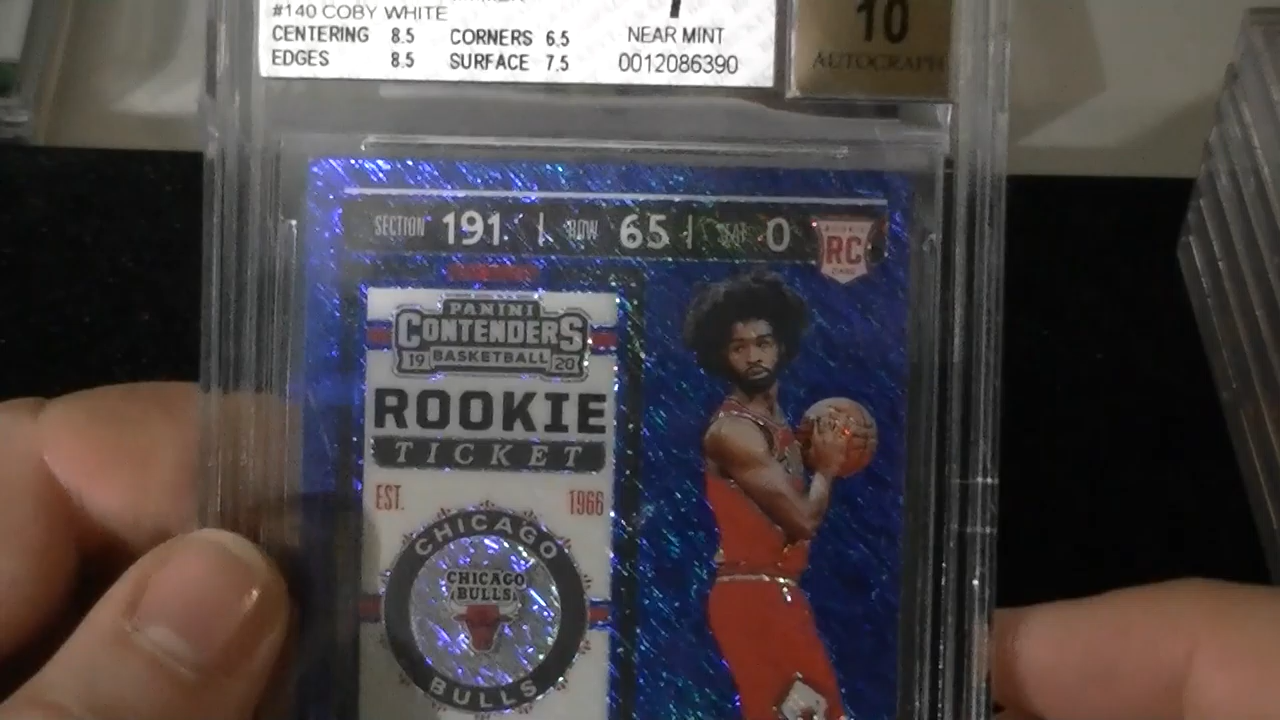 #140 COBY WHITE
CENTERING 8.5 CORNERS 6.5
EDGES 8.5 SURFACE 7.5
NEAR MINT
0012086390
10
AUTOGRAPH
SECTION 191 | ROW 65 | SEAT 0
RC
PANINI
CONTENDERS
19 BASKETBALL 20
ROOKIE
TICKET
EST. 1966
CHICAGO
CHICAGO
BULLS
BULLS